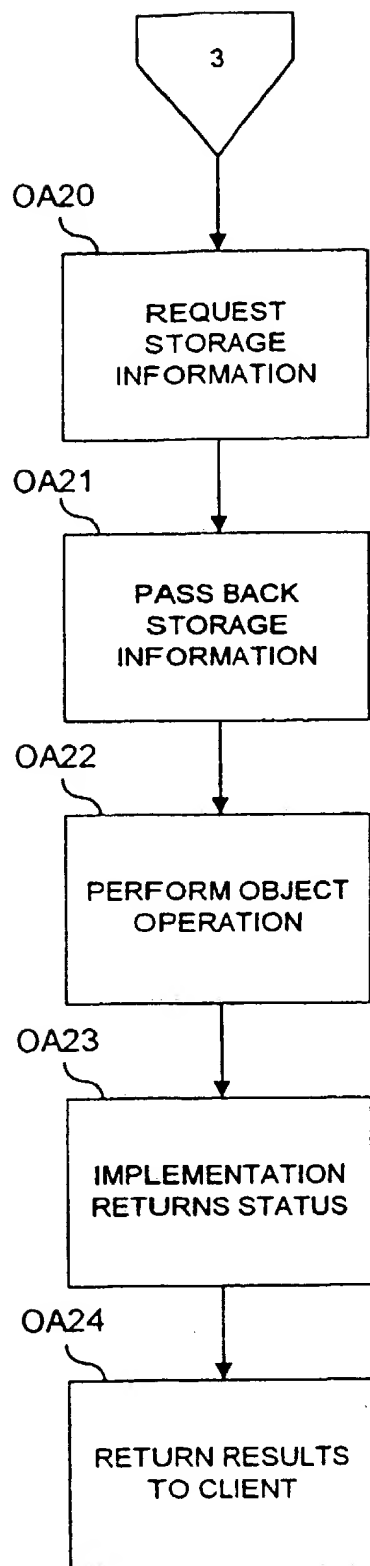 3
OA20
REQUEST
STORAGE
INFORMATION
OA21
PASS BACK
STORAGE
INFORMATION
OA22
PERFORM OBJECT
OPERATION
OA23
IMPLEMENTATION
RETURNS STATUS
OA24
RETURN RESULTS
TO CLIENT